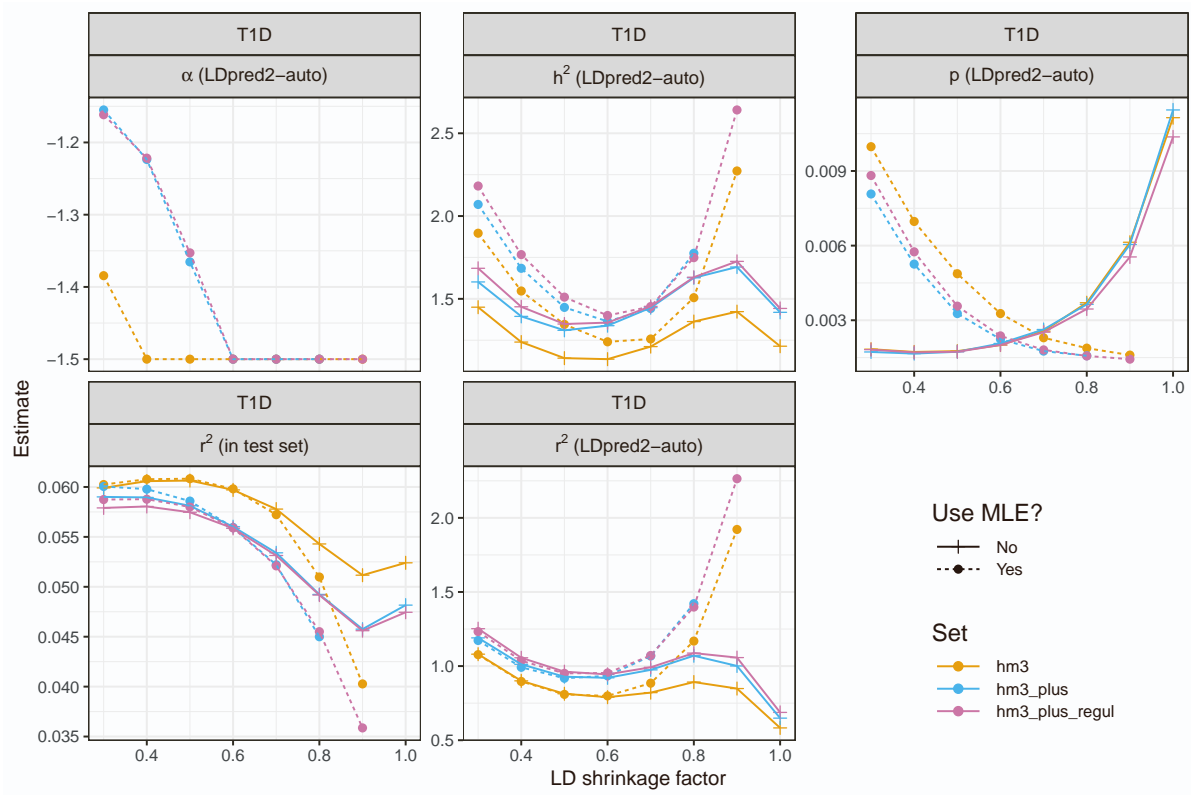 T1D
α (LDpred2−auto)
−1.2
−1.3
−1.4
−1.5
T1D
h² (LDpred2−auto)
2.5
2.0
1.5
T1D
p (LDpred2−auto)
0.009
0.006
0.003
0.4 0.6 0.8 1.0
Estimate
T1D
r² (in test set)
0.060
0.055
0.050
0.045
0.040
0.035
0.4 0.6 0.8 1.0
T1D
r² (LDpred2−auto)
2.0
1.5
1.0
0.5
0.4 0.6 0.8 1.0
LD shrinkage factor
Use MLE?
No
Yes
Set
hm3
hm3_plus
hm3_plus_regul